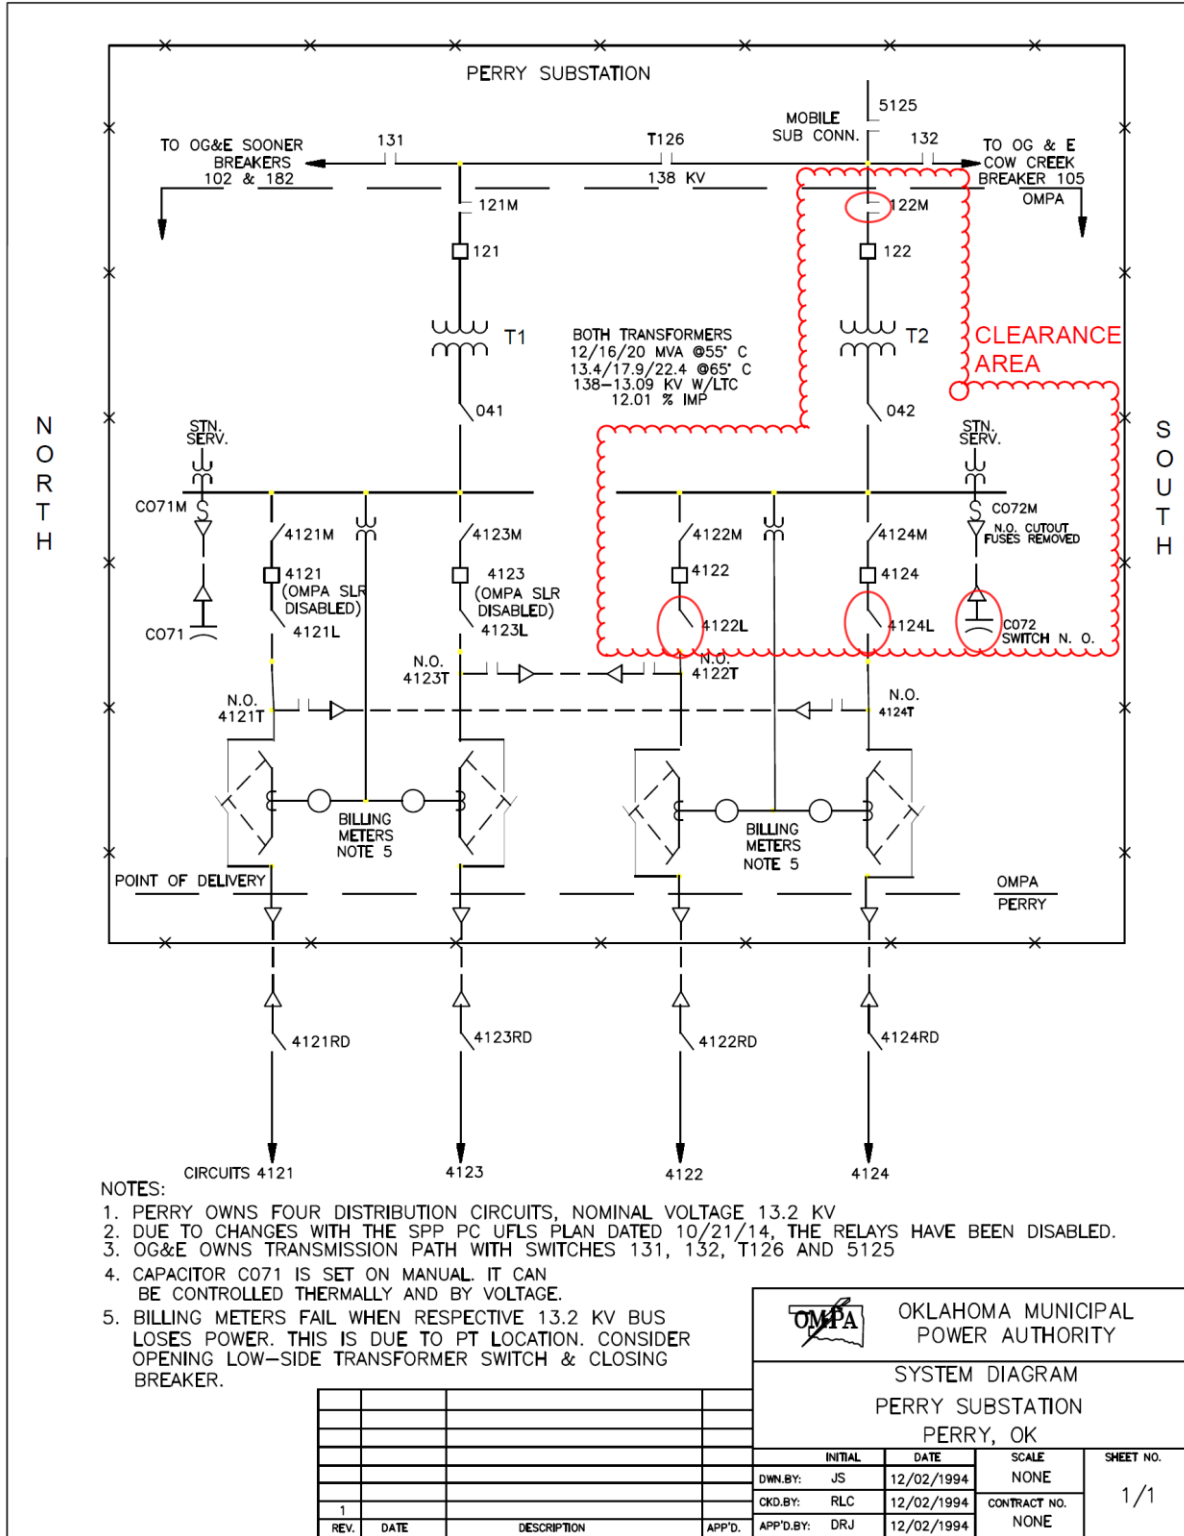 PERRY SUBSTATION
5125
MOBILE
SUB CONN.
TO OG&E SOONER
BREAKERS
102 & 182
131
T126
132
TO OG & E
COW CREEK
BREAKER 105
138 KV
OMPA
121M
122M
121
122
T1
T2
BOTH TRANSFORMERS
12/16/20 MVA @55° C
13.4/17.9/22.4 @65° C
138-13.09 KV W/LTC
12.01 % IMP
CLEARANCE
AREA
041
042
NORTH
SOUTH
STN.
SERV.
STN.
SERV.
CO71M
CO72M
N.O. CUTOUT
FUSES REMOVED
4121M
4123M
4122M
4124M
4121
(OMPA SLR
DISABLED)
4123
(OMPA SLR
DISABLED)
4122
4124
CO71
4121L
4123L
4122L
4124L
CO72
SWITCH N. O.
N.O.
4123T
N.O.
4122T
N.O.
4121T
N.O.
4124T
BILLING
METERS
NOTE 5
BILLING
METERS
NOTE 5
POINT OF DELIVERY
OMPA
PERRY
4121RD
4123RD
4122RD
4124RD
CIRCUITS 4121
4123
4122
4124
NOTES:
1. PERRY OWNS FOUR DISTRIBUTION CIRCUITS, NOMINAL VOLTAGE 13.2 KV
2. DUE TO CHANGES WITH THE SPP PC UFLS PLAN DATED 10/21/14, THE RELAYS HAVE BEEN DISABLED.
3. OG&E OWNS TRANSMISSION PATH WITH SWITCHES 131, 132, T126 AND 5125
4. CAPACITOR C071 IS SET ON MANUAL. IT CAN
BE CONTROLLED THERMALLY AND BY VOLTAGE.
5. BILLING METERS FAIL WHEN RESPECTIVE 13.2 KV BUS
LOSES POWER. THIS IS DUE TO PT LOCATION. CONSIDER
OPENING LOW-SIDE TRANSFORMER SWITCH & CLOSING
BREAKER.
OMPA
OKLAHOMA MUNICIPAL
POWER AUTHORITY
SYSTEM DIAGRAM
PERRY SUBSTATION
PERRY, OK
INITIAL DATE SCALE SHEET NO.
DWN.BY: JS 12/02/1994 NONE
CKD.BY: RLC 12/02/1994 CONTRACT NO. 1/1
APP'D.BY: DRJ 12/02/1994 NONE
1
REV. DATE DESCRIPTION APP'D.